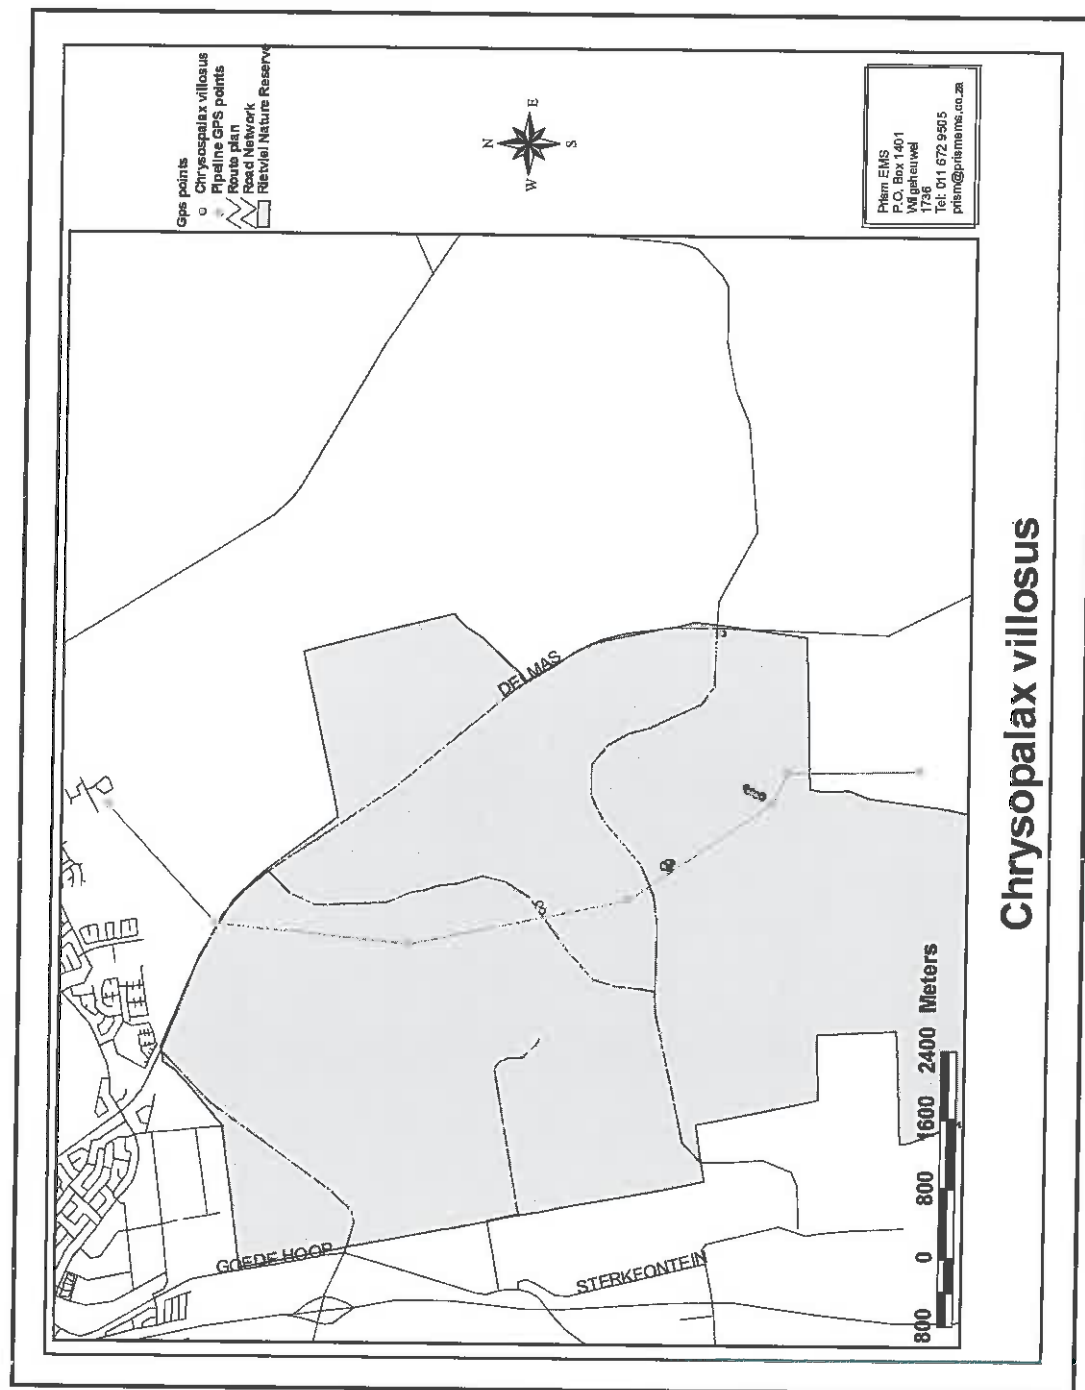 Gps points
Chrysospalax villosus
Pipeline GPS points
Route plan
Road Network
Rietvlei Nature Reserve
N
W
E
S
Prism EMS
P.O. Box 1401
Wilgeheuwel
1736
Tel: 011 672 9505
prism@prismems.co.za
DELMAS
GOEDE HOOP
STERKFONTEIN
800 0 800 1600 2400 Meters
Chrysopalax villosus